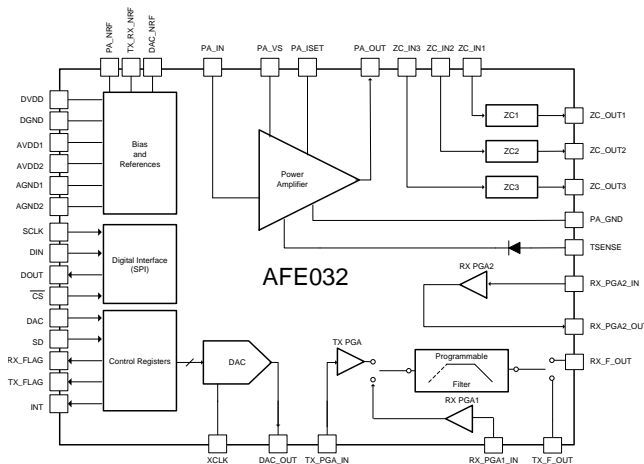 PA_NRF
TX_RX_NRF
DAC_NRF
PA_IN
PA_VS
PA_ISET
PA_OUT
ZC_IN3
ZC_IN2
ZC_IN1
DVDD
DGND
AVDD1
AVDD2
AGND1
AGND2
SCLK
DIN
DOUT
CS
DAC
SD
RX_FLAG
TX_FLAG
INT
Bias
and
References
Digital Interface
(SPI)
Control Registers
Power
Amplifier
AFE032
DAC
TX PGA
RX PGA1
RX PGA2
Programmable
Filter
ZC1
ZC2
ZC3
ZC_OUT1
ZC_OUT2
ZC_OUT3
PA_GND
TSENSE
RX_PGA2_IN
RX_PGA2_OUT
RX_F_OUT
XCLK
DAC_OUT
TX_PGA_IN
RX_PGA1_IN
TX_F_OUT